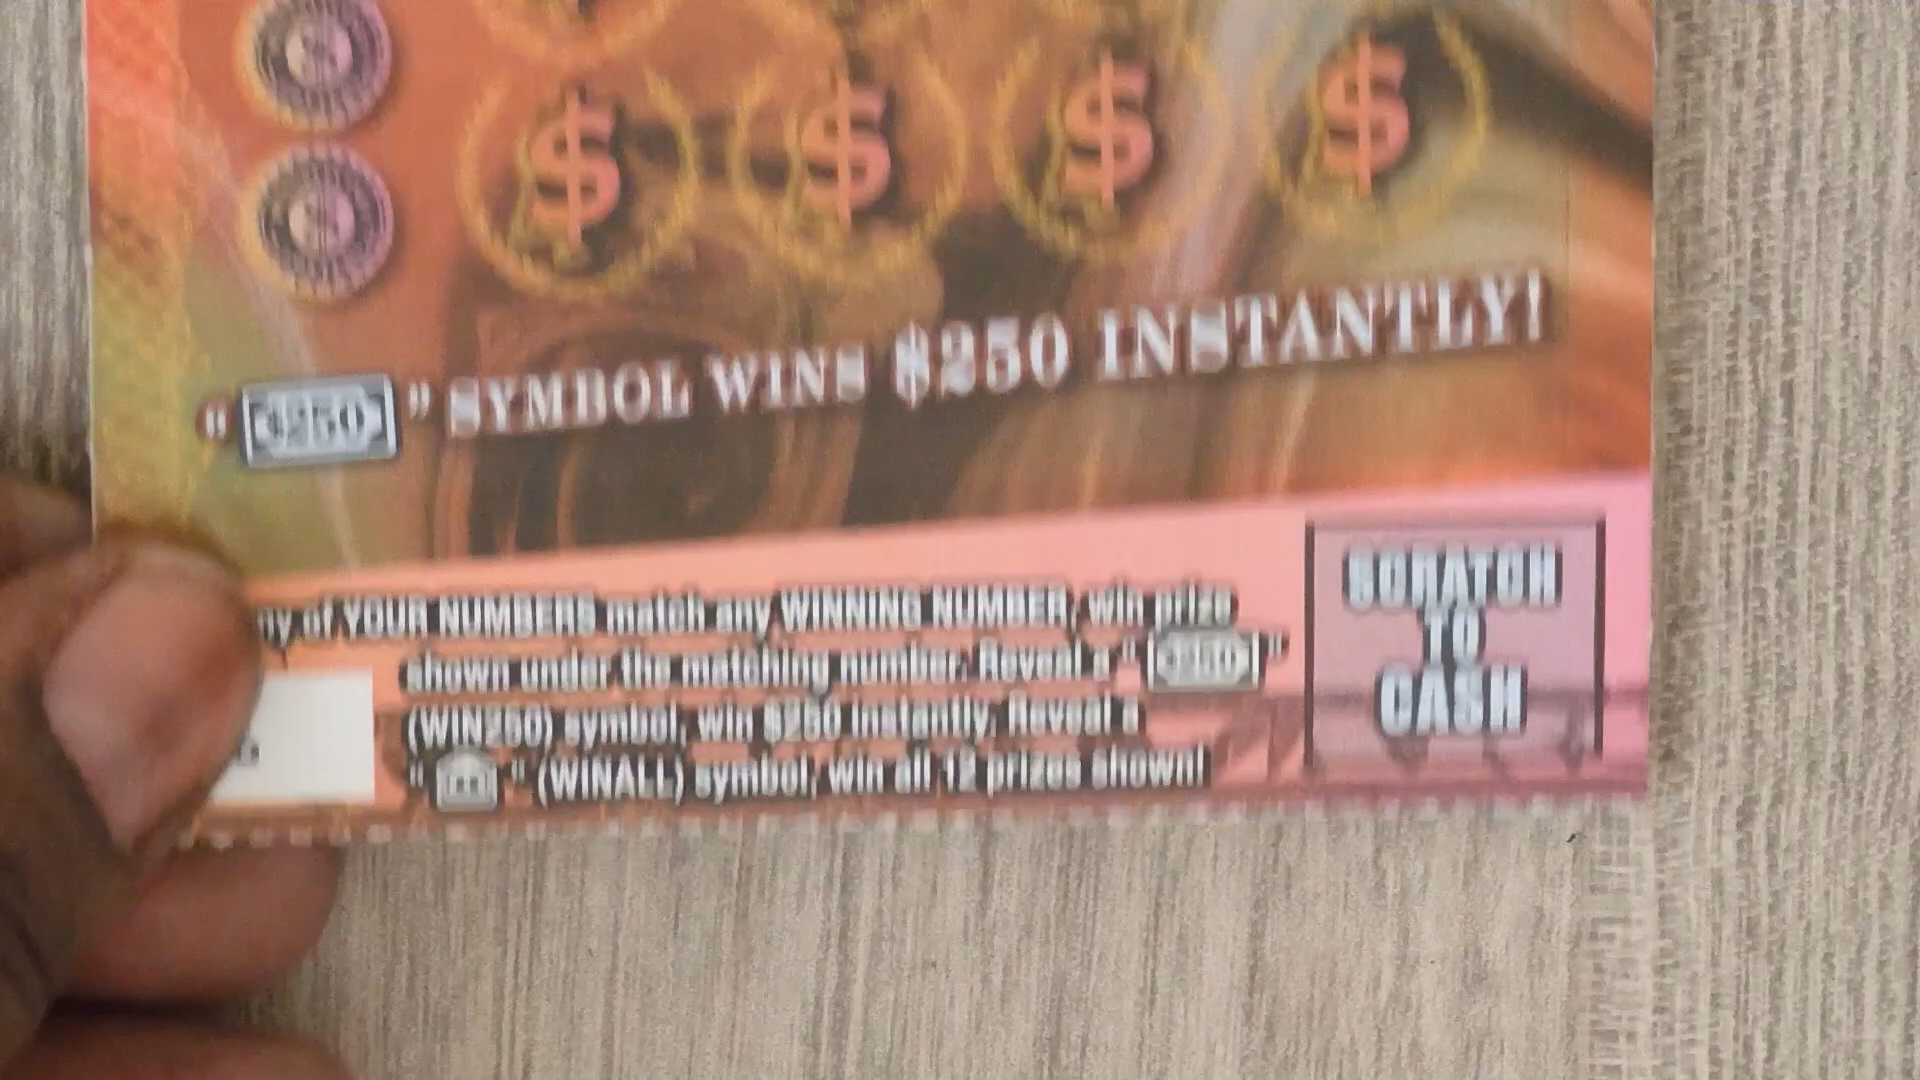 " $250 " SYMBOL WINS $250 INSTANTLY!
ny of YOUR NUMBERS match any WINNING NUMBER, win prize
shown under the matching number. Reveal a " $250 "
(WIN250) symbol, win $250 instantly. Reveal a
" " (WINALL) symbol, win all 12 prizes shown!
SCRATCH
TO
CASH